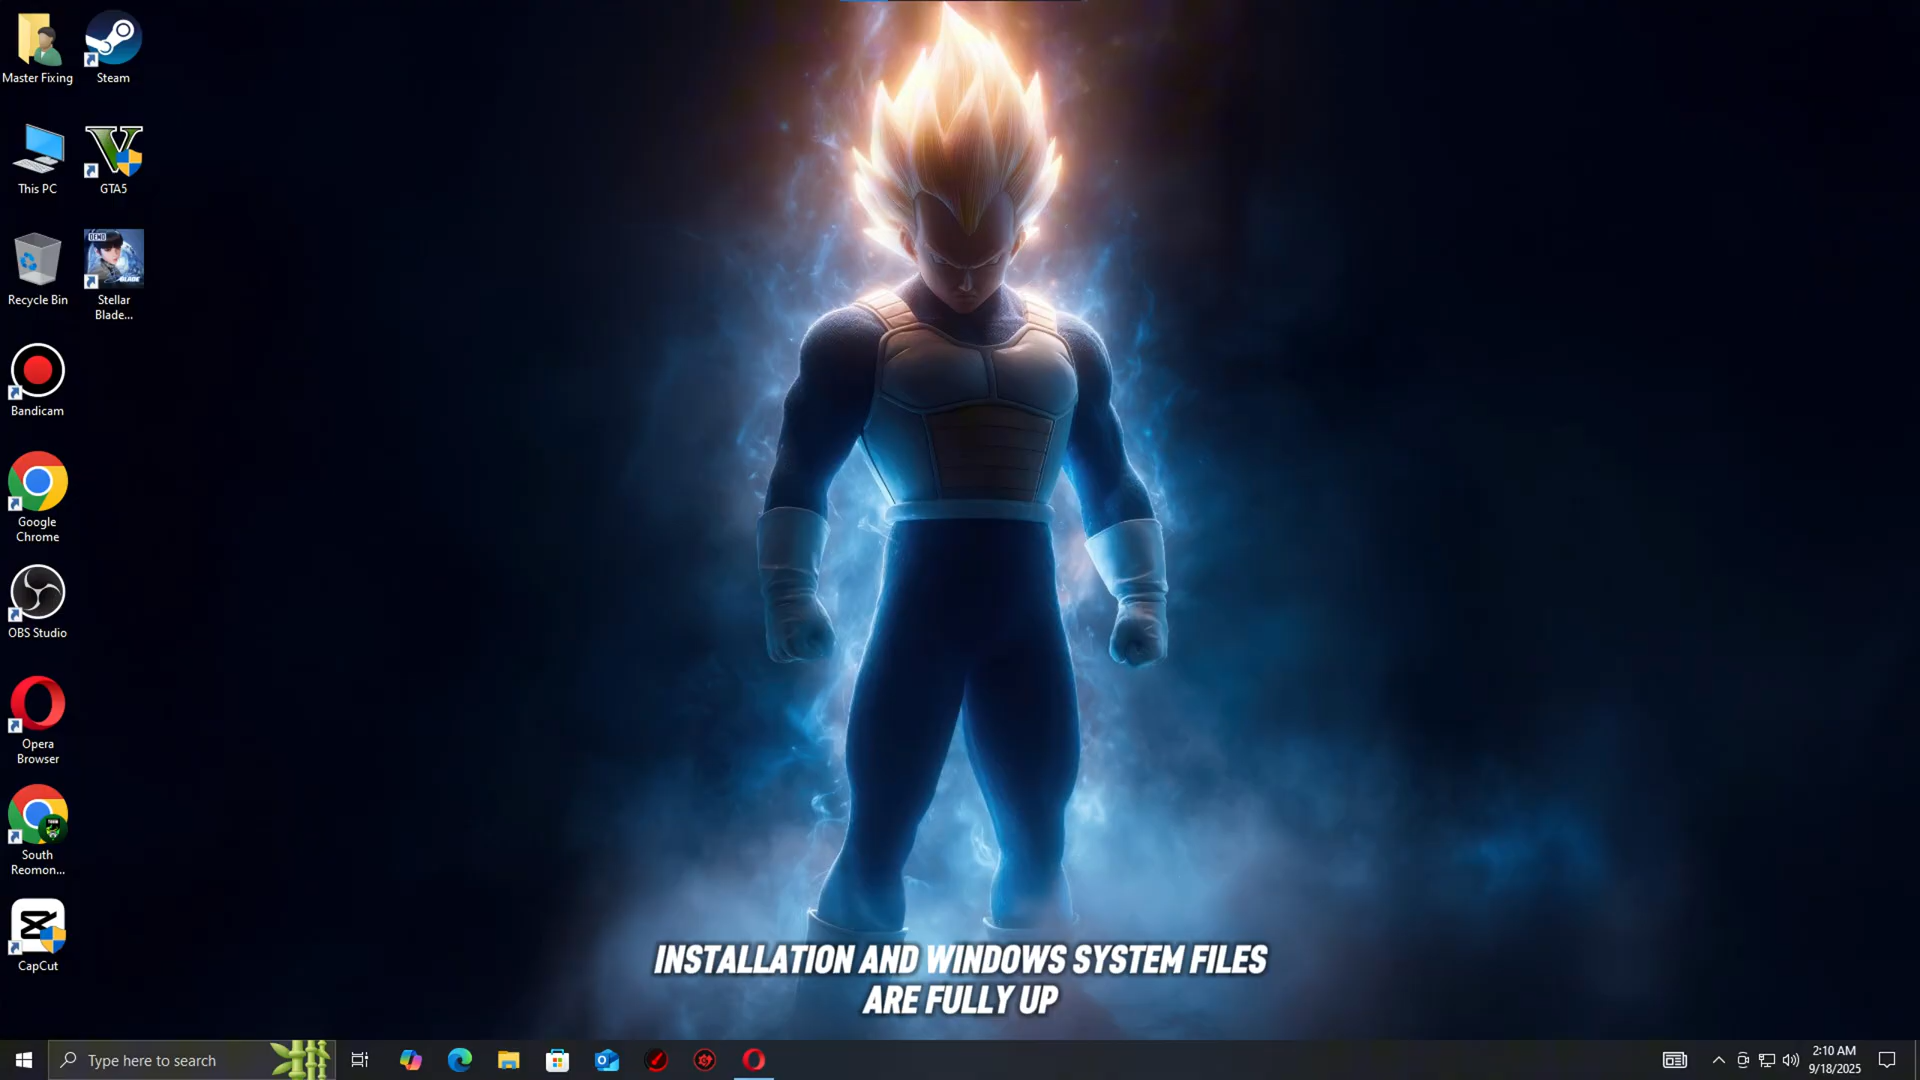 Master Fixing
Steam
This PC
GTA5
Recycle Bin
DEMO
BLADE
Stellar
Blade...
Bandicam
Google
Chrome
OBS Studio
Opera
Browser
South
Reomon...
CapCut
INSTALLATION AND WINDOWS SYSTEM FILES
ARE FULLY UP
Type here to search
2:10 AM
9/18/2025